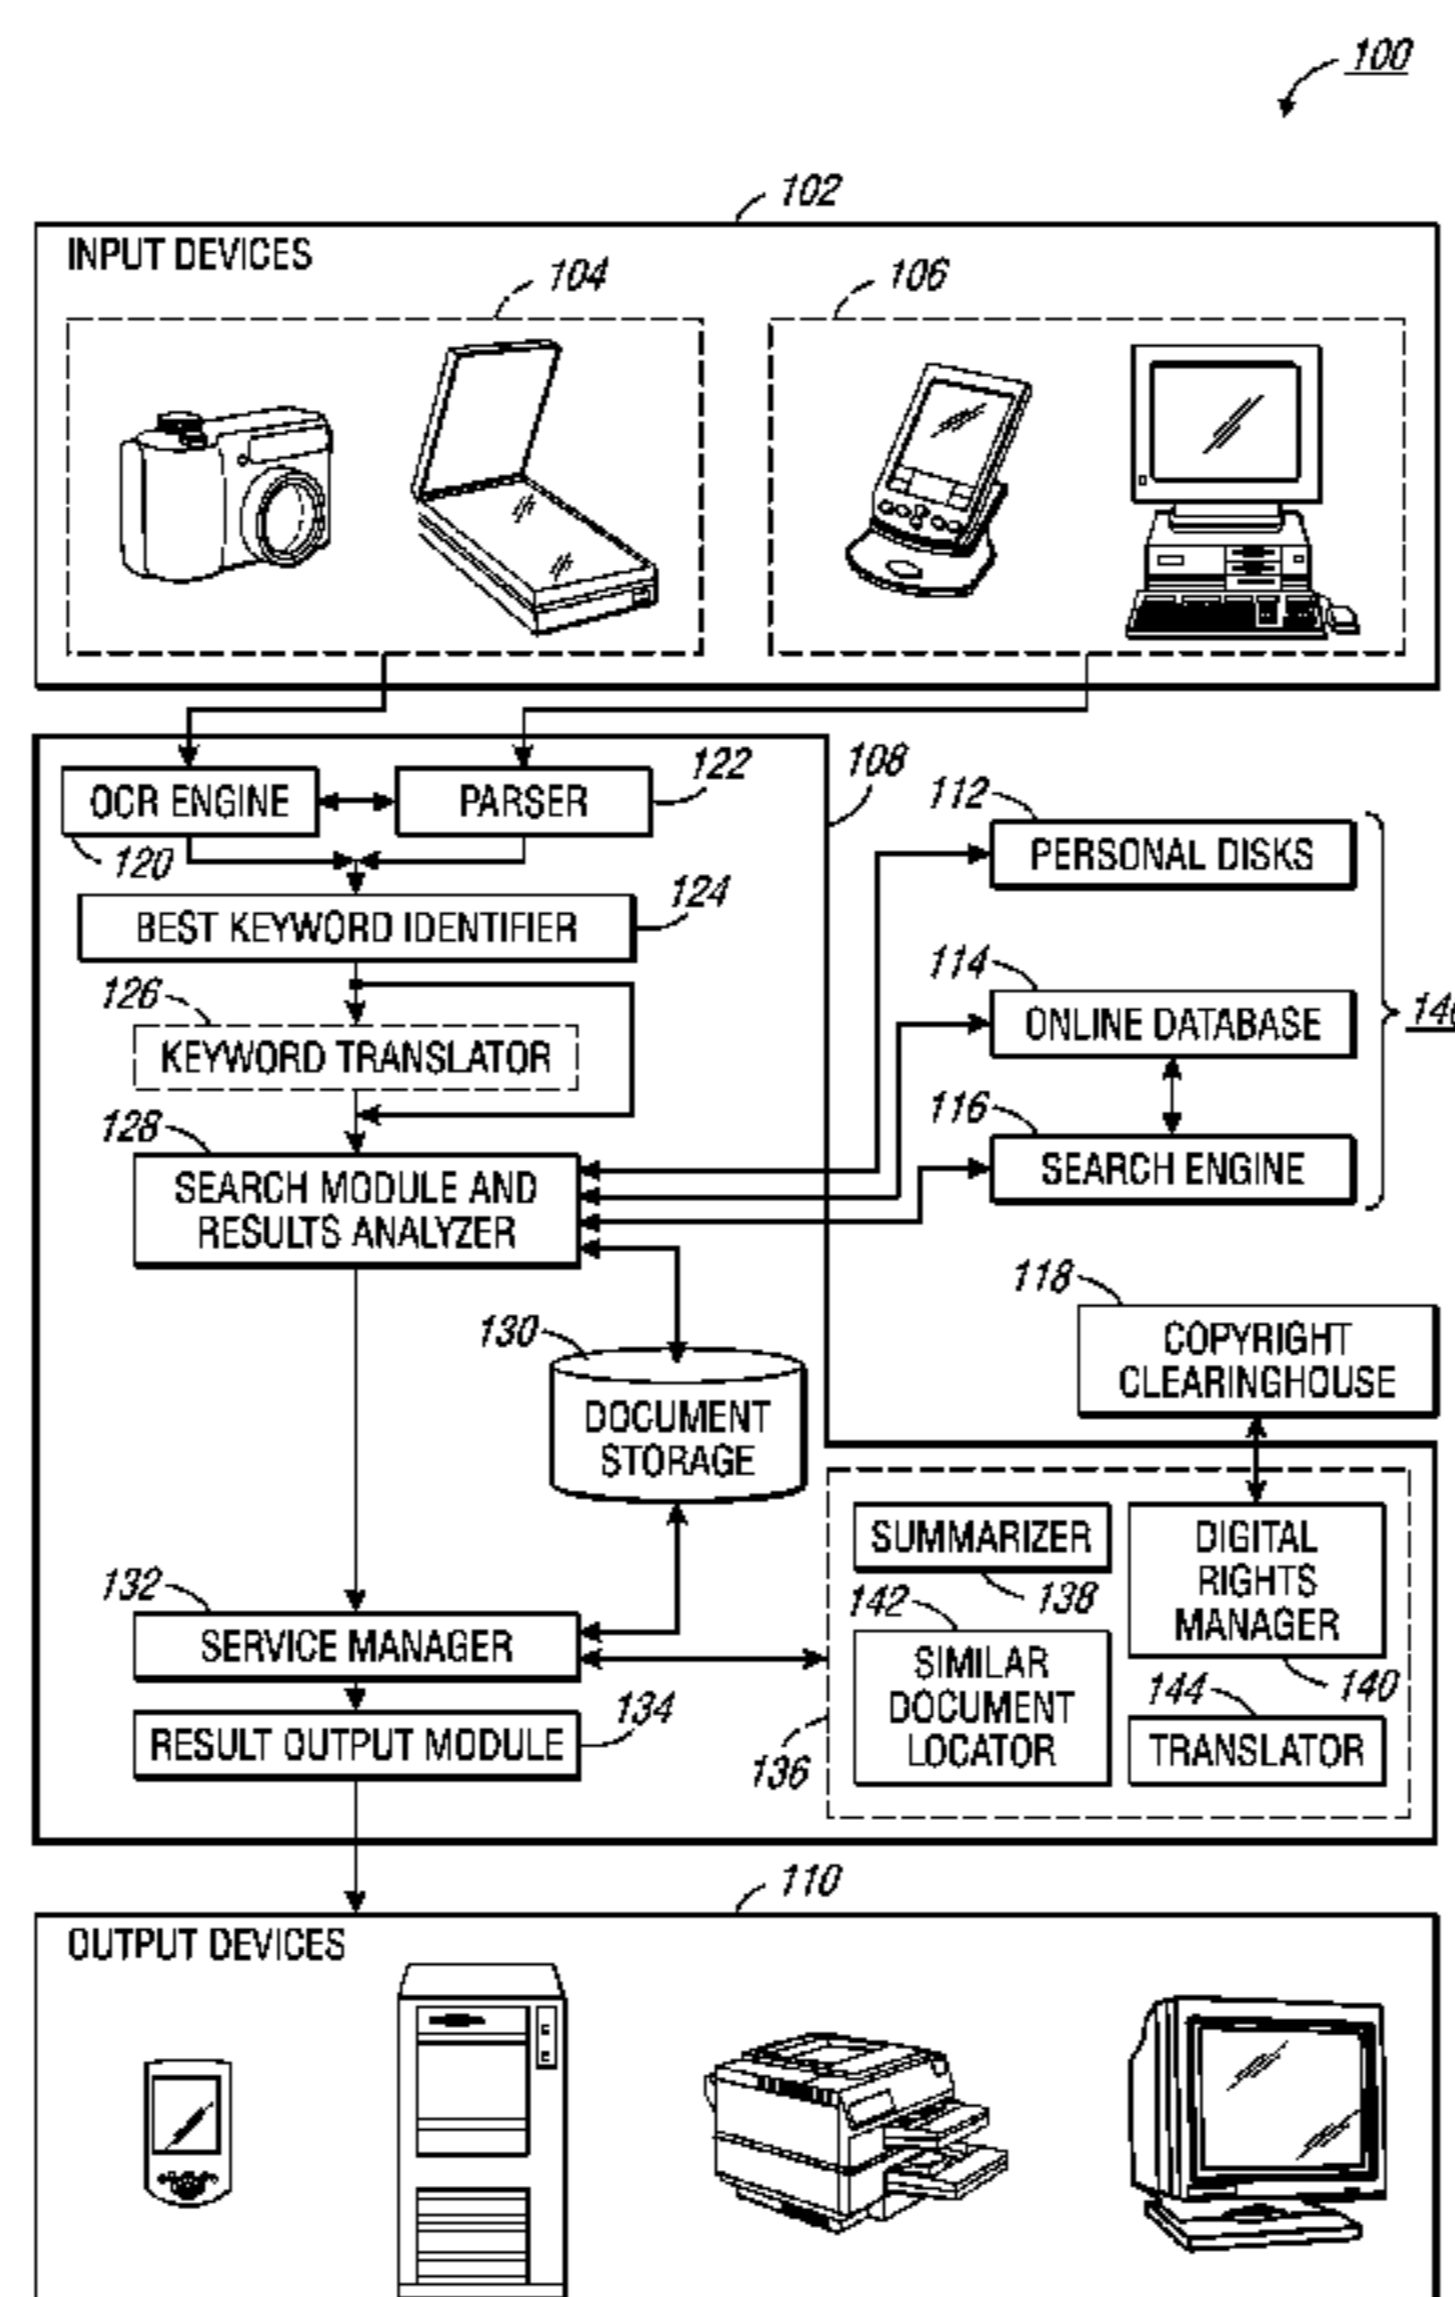 100
102
INPUT DEVICES
104
106
108
OCR ENGINE
120
PARSER
122
112
PERSONAL DISKS
BEST KEYWORD IDENTIFIER
124
114
ONLINE DATABASE
126
KEYWORD TRANSLATOR
116
SEARCH ENGINE
128
SEARCH MODULE AND
RESULTS ANALYZER
118
COPYRIGHT
CLEARINGHOUSE
130
DOCUMENT
STORAGE
SUMMARIZER
138
DIGITAL
RIGHTS
MANAGER
140
132
SERVICE MANAGER
142
SIMILAR
DOCUMENT
LOCATOR
144
TRANSLATOR
RESULT OUTPUT MODULE
134
136
110
OUTPUT DEVICES